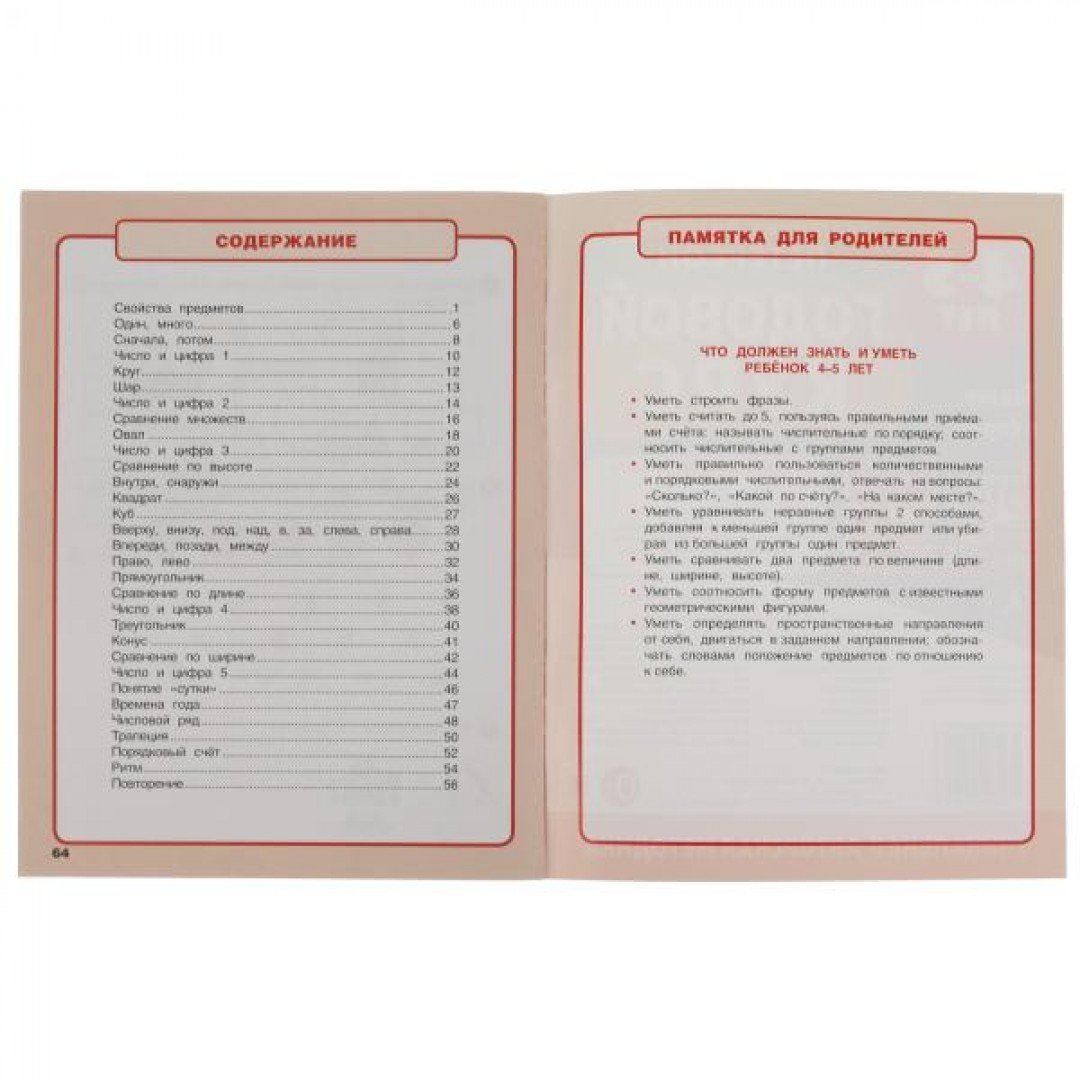 СОДЕРЖАНИЕ
Свойства предметов 1
Один, много 6
Сначала, потом 8
Число и цифра 1 10
Круг 12
Шар 13
Число и цифра 2 14
Сравнение множеств 16
Овал 18
Число и цифра 3 20
Сравнение по высоте 22
Внутри, снаружи 24
Квадрат 26
Куб 27
Вверху, внизу, под, над, в, за, слева, справа 28
Впереди, позади, между 30
Право, лево 32
Прямоугольник 34
Сравнение по длине 36
Число и цифра 4 38
Треугольник 40
Конус 41
Сравнение по ширине 42
Число и цифра 5 44
Понятие «сутки» 46
Времена года 47
Числовой ряд 48
Трапеция 50
Порядковый счёт 52
Ритм 54
Повторение 56
64
ПАМЯТКА ДЛЯ РОДИТЕЛЕЙ
ЧТО ДОЛЖЕН ЗНАТЬ И УМЕТЬ
РЕБЁНОК 4–5 ЛЕТ
• Уметь строить фразы.
• Уметь считать до 5, пользуясь правильными приёма-
ми счёта; называть числительные по порядку; соот-
носить числительные с группами предметов.
• Уметь правильно пользоваться количественными
и порядковыми числительными, отвечать на вопросы:
«Сколько?», «Какой по счёту?», «На каком месте?».
• Уметь уравнивать неравные группы 2 способами,
добавляя к меньшей группе один предмет или уби-
рая из большей группы один предмет.
• Уметь сравнивать два предмета по величине (дли-
не, ширине, высоте).
• Уметь соотносить форму предметов с известными
геометрическими фигурами.
• Уметь определять пространственные направления
от себя, двигаться в заданном направлении; обозна-
чать словами положение предметов по отношению
к себе.